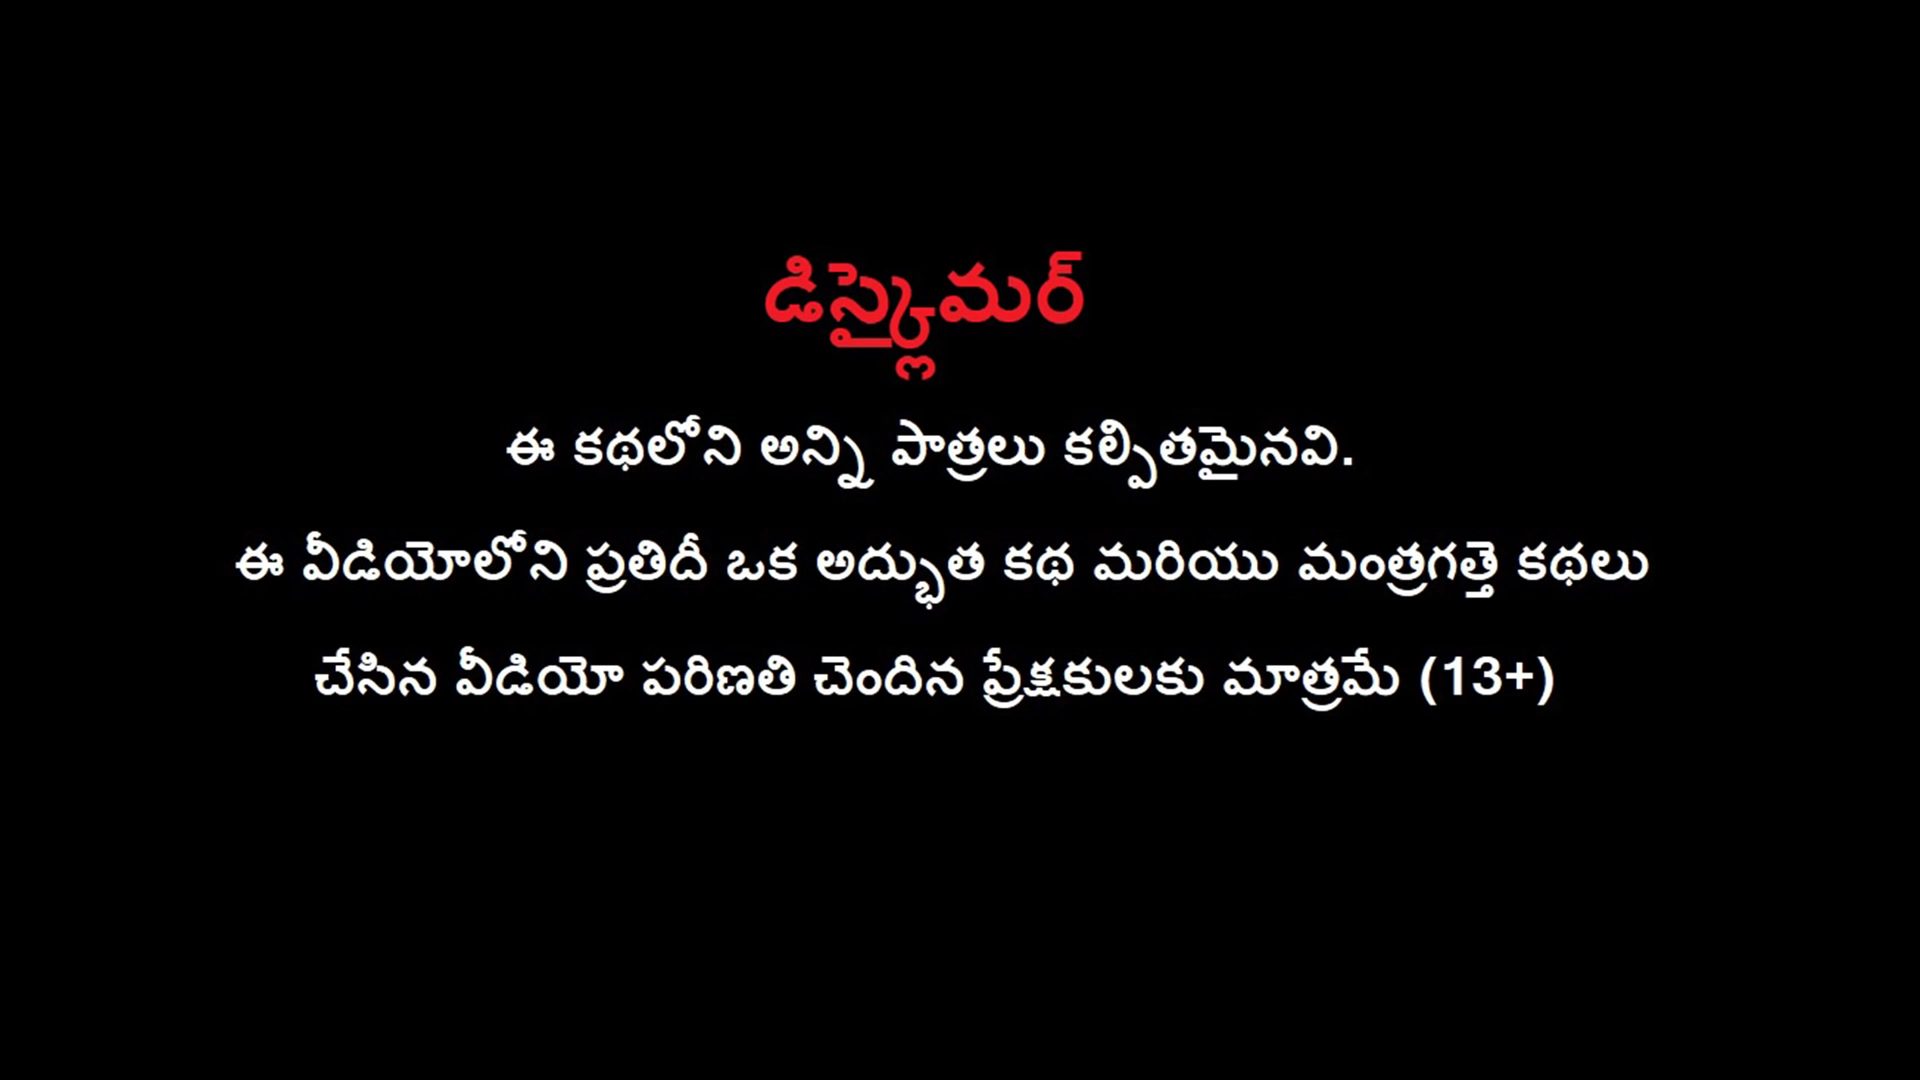 డిస్క్లైమర్
ఈ కథలోని అన్ని పాత్రలు కల్పితమైనవి.
ఈ వీడియోలోని ప్రతిదీ ఒక అద్భుత కథ మరియు మంత్రగత్తె కథలు
చేసిన వీడియో పరిణతి చెందిన ప్రేక్షకులకు మాత్రమే (13+)